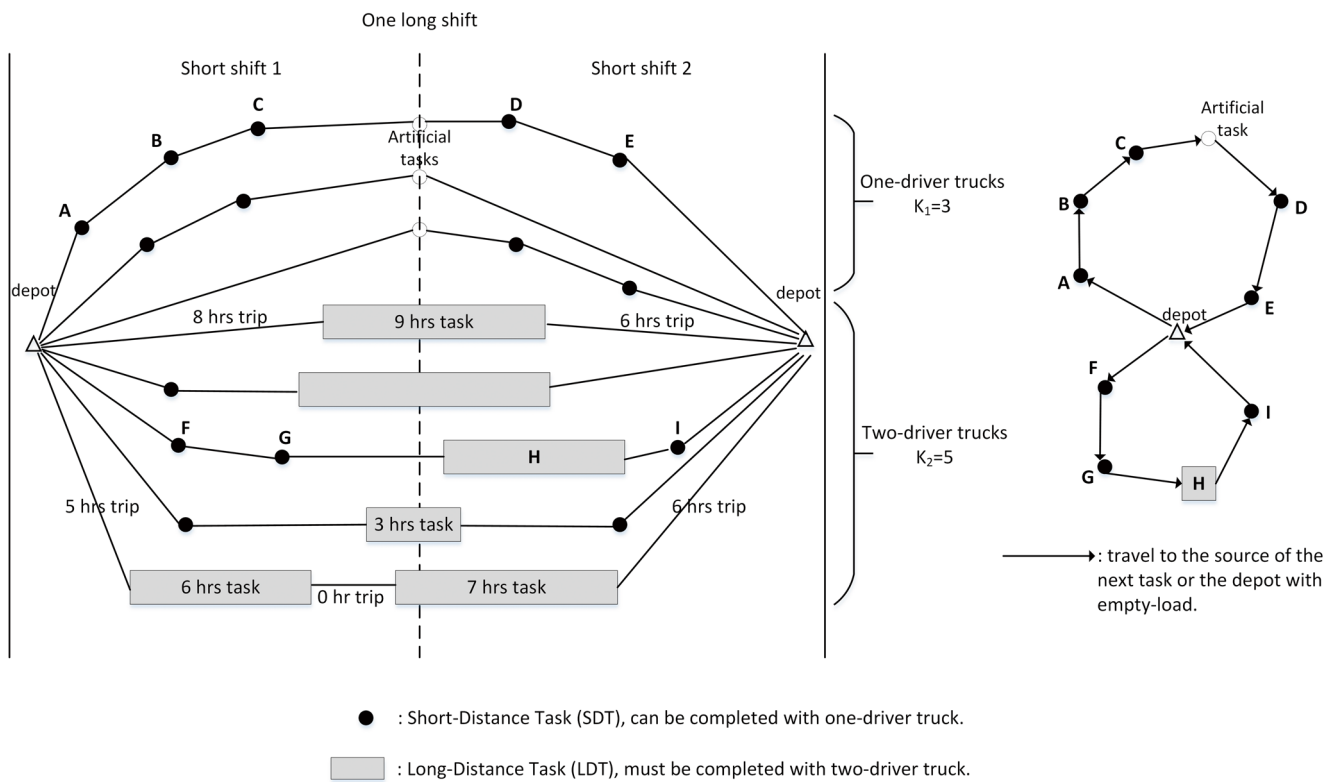 One long shift
Short shift 1
Short shift 2
C
D
B
E
A
Artificial
tasks
depot
depot
8 hrs trip
9 hrs task
6 hrs trip
F
G
H
I
5 hrs trip
6 hrs trip
3 hrs task
6 hrs task
0 hr trip
7 hrs task
One-driver trucks
K₁=3
Two-driver trucks
K₂=5
Artificial
task
C
B
D
A
E
depot
F
I
G
H
: travel to the source of the
next task or the depot with
empty-load.
: Short-Distance Task (SDT), can be completed with one-driver truck.
: Long-Distance Task (LDT), must be completed with two-driver truck.